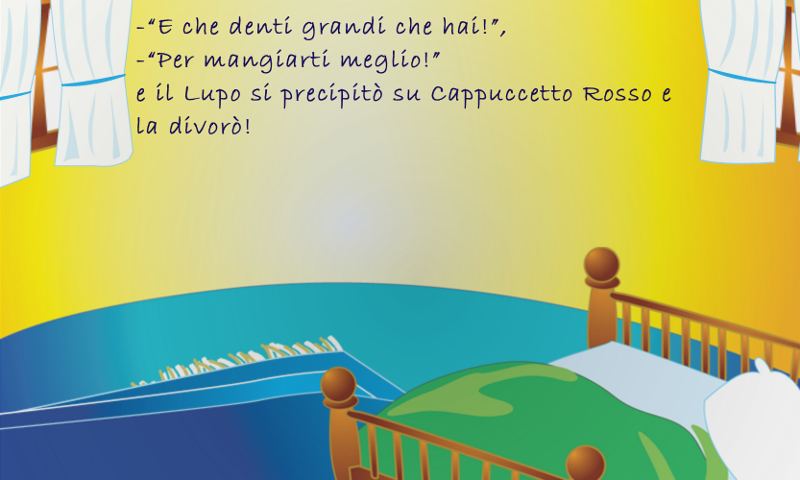 -“E che denti grandi che hai!”,
-“Per mangiarti meglio!”
e il Lupo si precipitò su Cappuccetto Rosso e
la divorò!